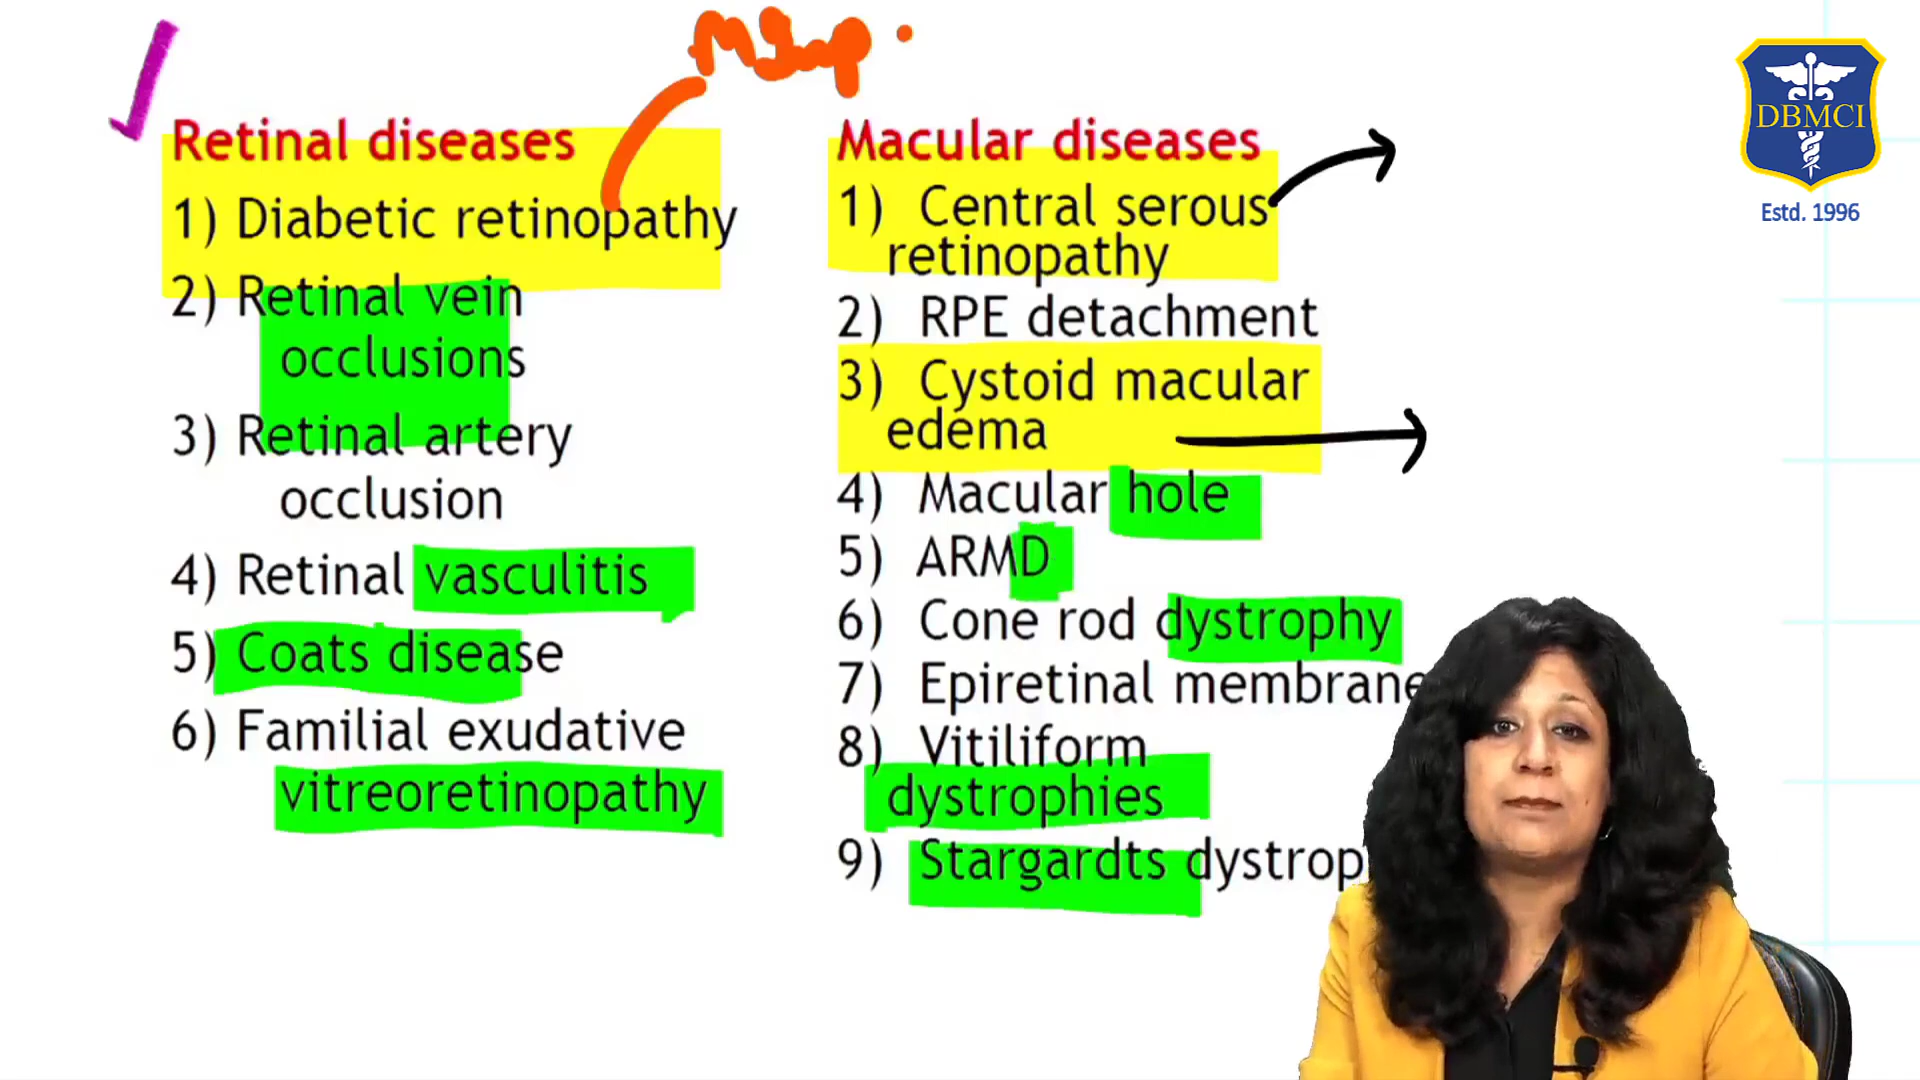 Retinal diseases
1) Diabetic retinopathy
2) Retinal vein
occlusions
3) Retinal artery
occlusion
4) Retinal vasculitis
5) Coats disease
6) Familial exudative
vitreoretinopathy
Macular diseases
1) Central serous
retinopathy
2) RPE detachment
3) Cystoid macular
edema
4) Macular hole
5) ARMD
6) Cone rod dystrophy
7) Epiretinal membrane
8) Vitiliform
dystrophies
9) Stargardts dystrop
DBMCI
Estd. 1996